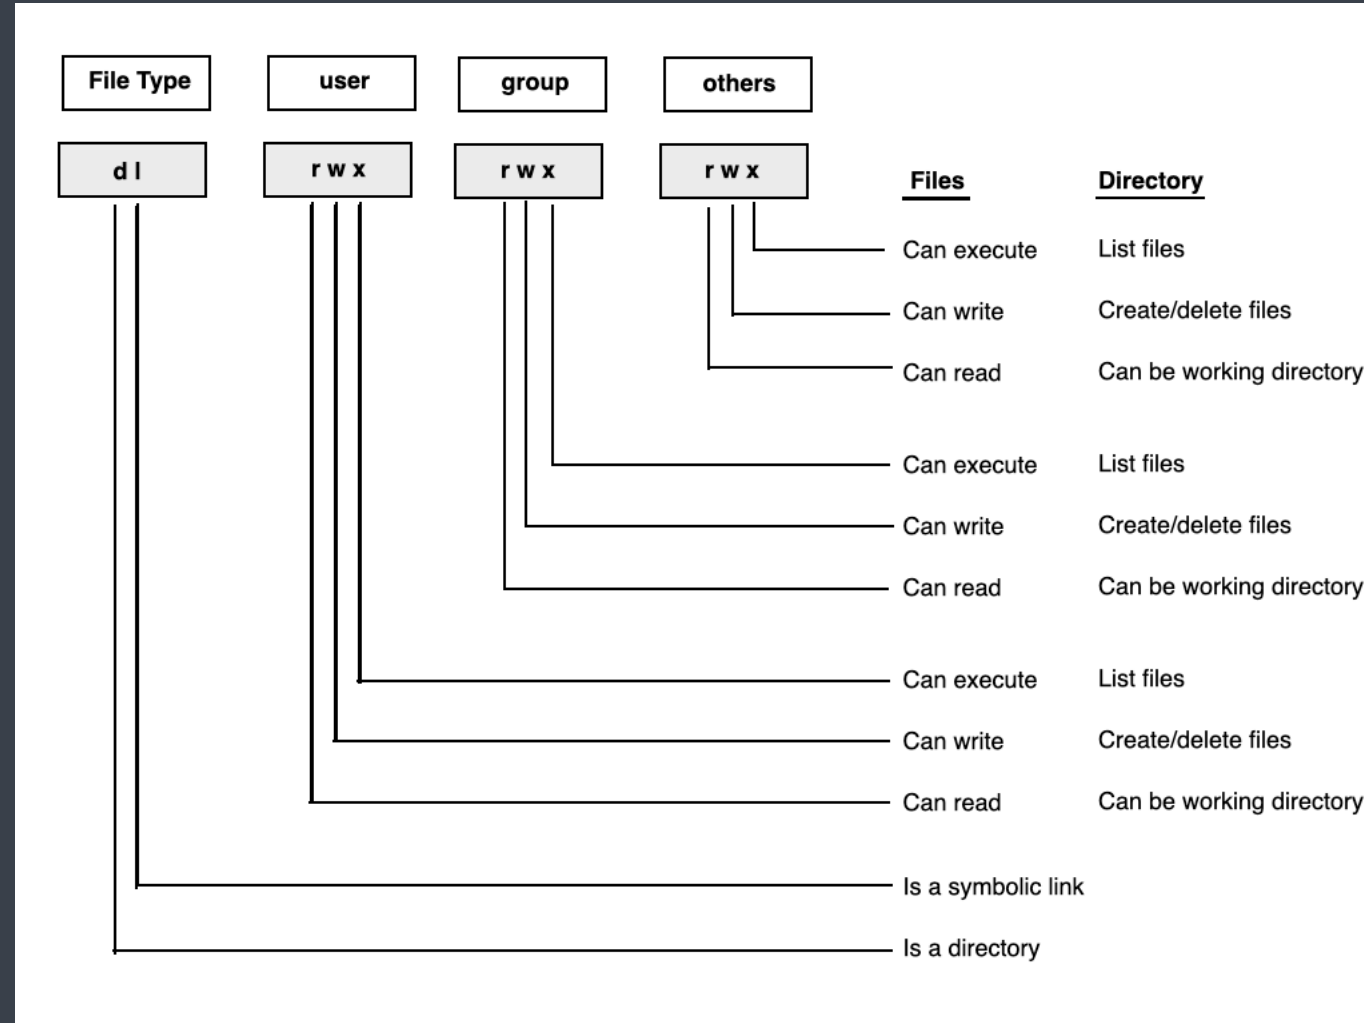 File Type user group others
d l r w x r w x r w x
Files Directory
Can execute List files
Can write Create/delete files
Can read Can be working directory
Can execute List files
Can write Create/delete files
Can read Can be working directory
Can execute List files
Can write Create/delete files
Can read Can be working directory
Is a symbolic link
Is a directory